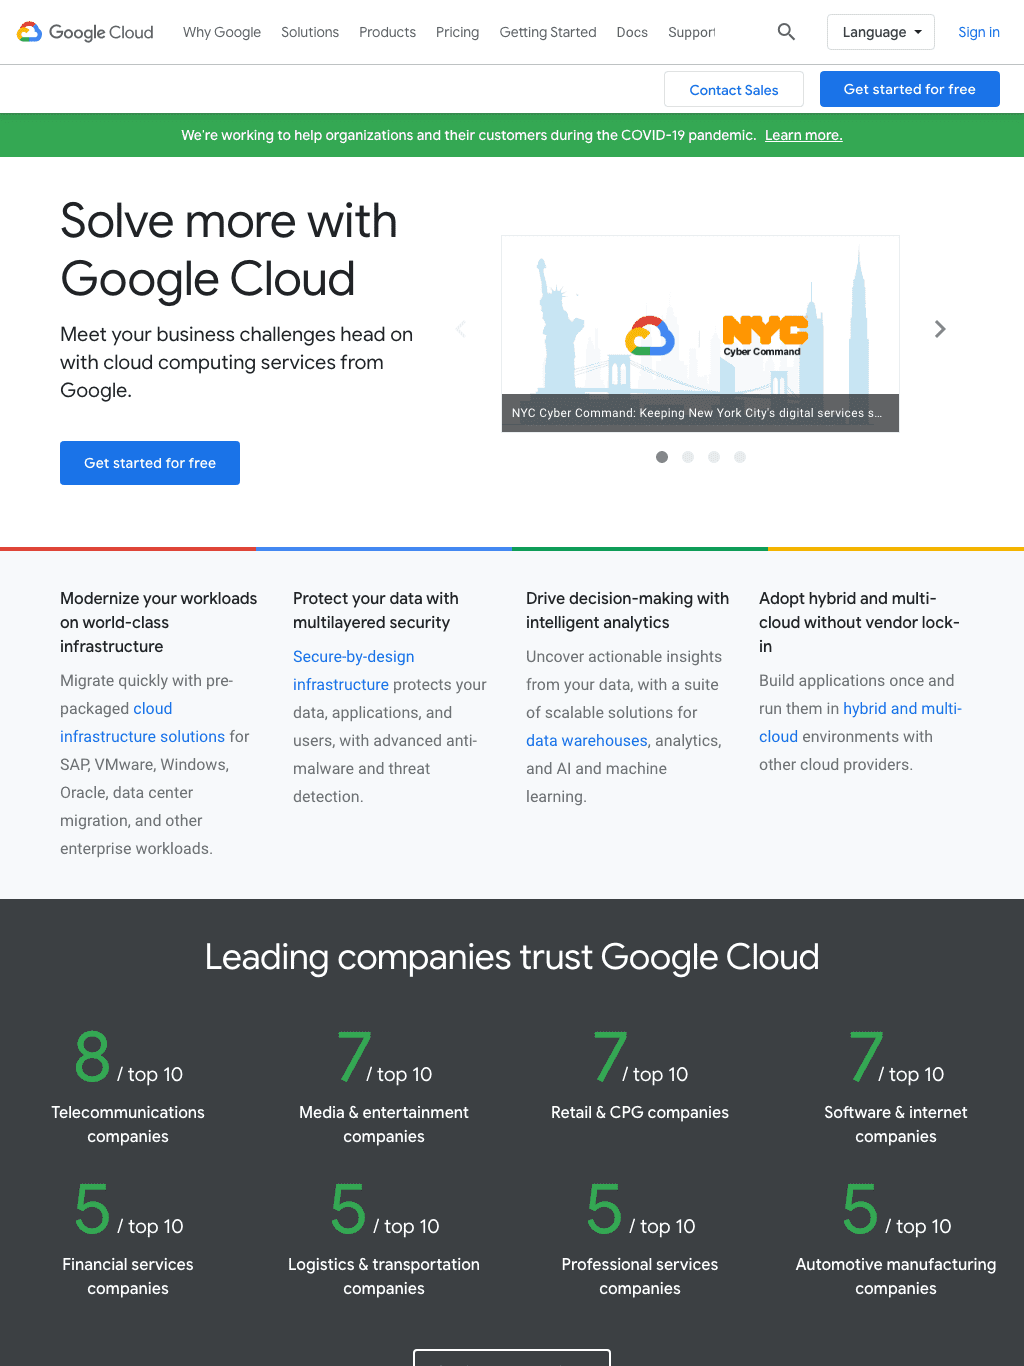 Google Cloud Why Google Solutions Products Pricing Getting Started Docs Support Language Sign in
Contact Sales Get started for free
We're working to help organizations and their customers during the COVID-19 pandemic. Learn more.
Solve more with
Google Cloud
Meet your business challenges head on
with cloud computing services from
Google.
Get started for free
NYC
Cyber Command
NYC Cyber Command: Keeping New York City's digital services s...
Modernize your workloads
on world-class
infrastructure
Migrate quickly with pre-
packaged cloud
infrastructure solutions for
SAP, VMware, Windows,
Oracle, data center
migration, and other
enterprise workloads.
Protect your data with
multilayered security
Secure-by-design
infrastructure protects your
data, applications, and
users, with advanced anti-
malware and threat
detection.
Drive decision-making with
intelligent analytics
Uncover actionable insights
from your data, with a suite
of scalable solutions for
data warehouses, analytics,
and AI and machine
learning.
Adopt hybrid and multi-
cloud without vendor lock-
in
Build applications once and
run them in hybrid and multi-
cloud environments with
other cloud providers.
Leading companies trust Google Cloud
8 / top 10
Telecommunications
companies
7 / top 10
Media & entertainment
companies
7 / top 10
Retail & CPG companies
7 / top 10
Software & internet
companies
5 / top 10
Financial services
companies
5 / top 10
Logistics & transportation
companies
5 / top 10
Professional services
companies
5 / top 10
Automotive manufacturing
companies